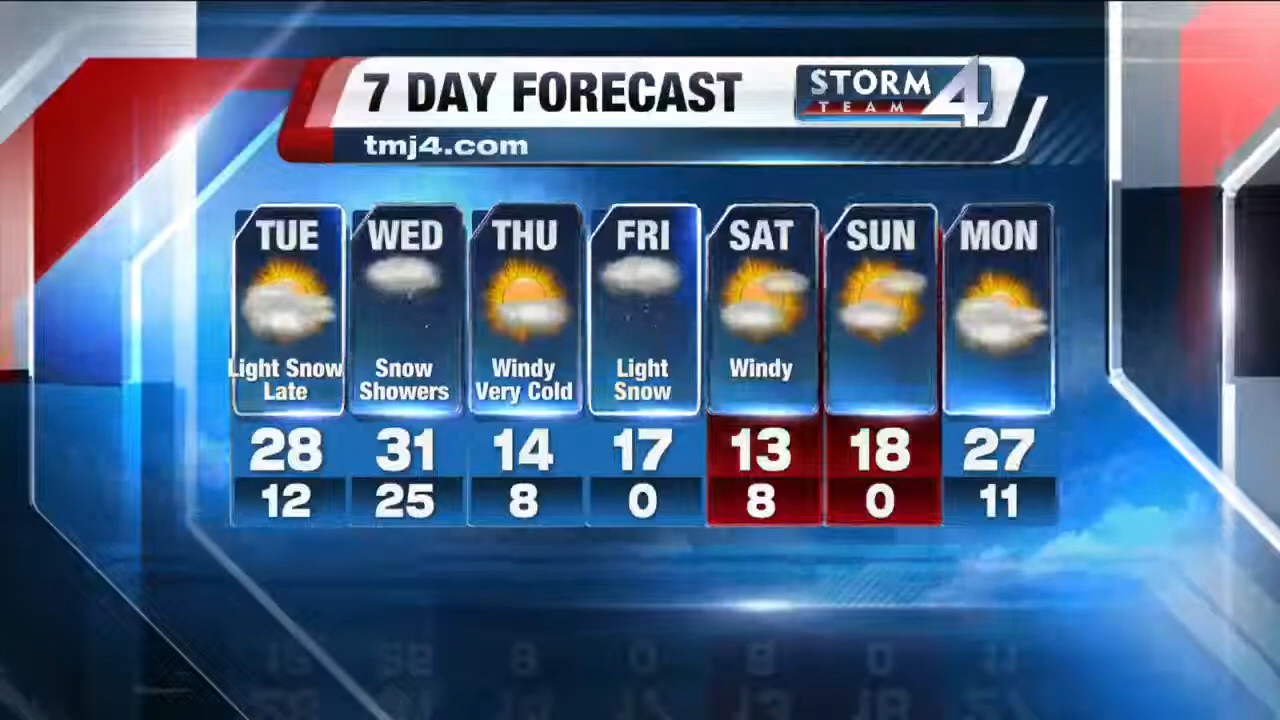 7 DAY FORECAST
STORM 4
TEAM
tmj4.com
TUE WED THU FRI SAT SUN MON
Light Snow Late
Snow Showers
Windy Very Cold
Light Snow
Windy
28 31 14 17 13 18 27
12 25 8 0 8 0 11